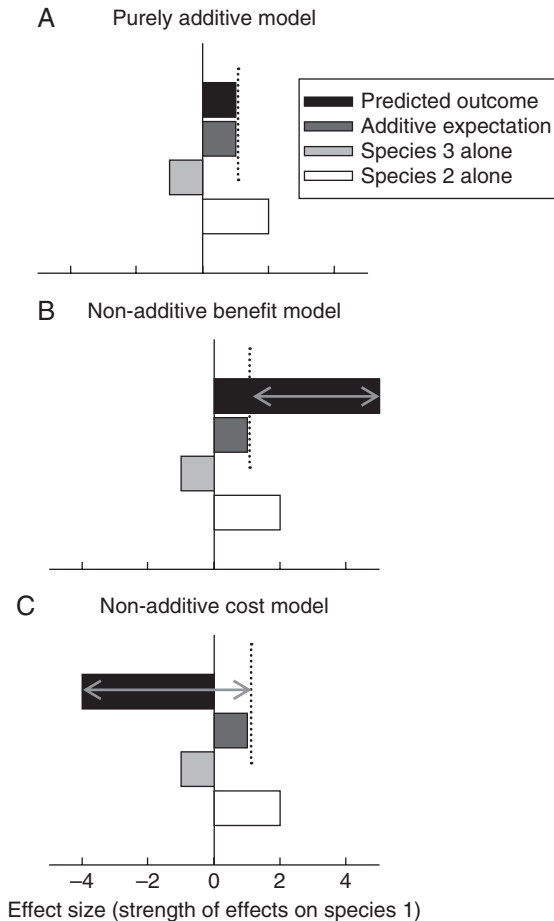 A Purely additive model
Predicted outcome
Additive expectation
Species 3 alone
Species 2 alone
B Non-additive benefit model
C Non-additive cost model
−4 −2 0 2 4
Effect size (strength of effects on species 1)